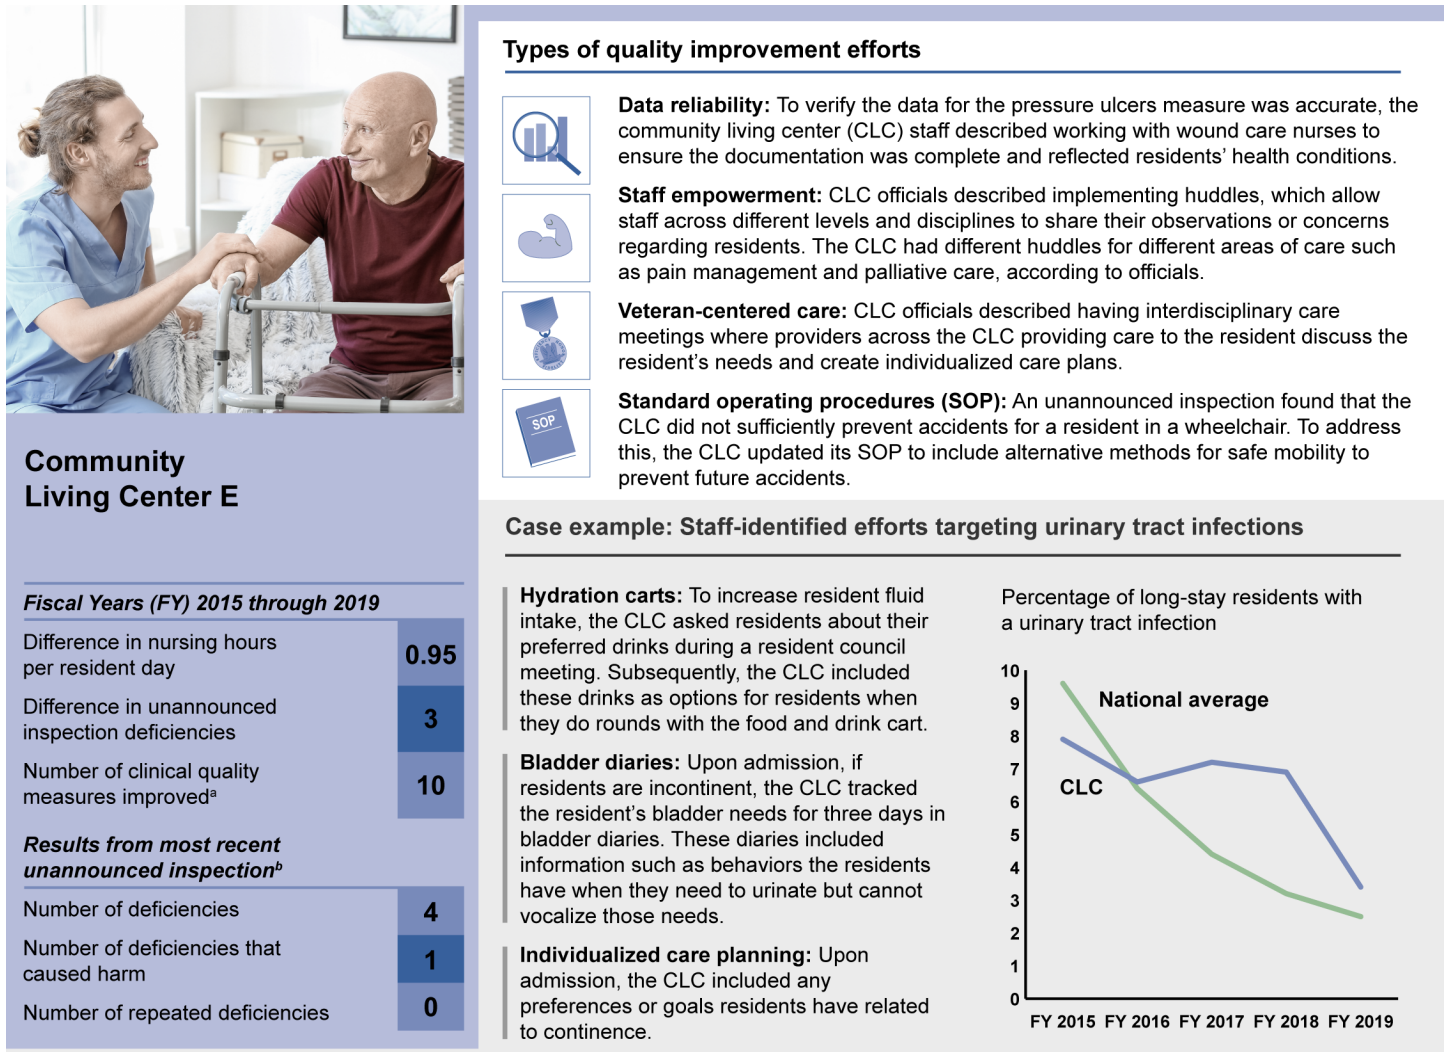 Community
Living Center E
Fiscal Years (FY) 2015 through 2019
Difference in nursing hours
per resident day
0.95
Difference in unannounced
inspection deficiencies
3
Number of clinical quality
measures improvedᵃ
10
Results from most recent
unannounced inspectionᵇ
Number of deficiencies
4
Number of deficiencies that
caused harm
1
Number of repeated deficiencies
0
Types of quality improvement efforts
Data reliability: To verify the data for the pressure ulcers measure was accurate, the
community living center (CLC) staff described working with wound care nurses to
ensure the documentation was complete and reflected residents’ health conditions.
Staff empowerment: CLC officials described implementing huddles, which allow
staff across different levels and disciplines to share their observations or concerns
regarding residents. The CLC had different huddles for different areas of care such
as pain management and palliative care, according to officials.
Veteran-centered care: CLC officials described having interdisciplinary care
meetings where providers across the CLC providing care to the resident discuss the
resident’s needs and create individualized care plans.
SOP
Standard operating procedures (SOP): An unannounced inspection found that the
CLC did not sufficiently prevent accidents for a resident in a wheelchair. To address
this, the CLC updated its SOP to include alternative methods for safe mobility to
prevent future accidents.
Case example: Staff-identified efforts targeting urinary tract infections
Hydration carts: To increase resident fluid
intake, the CLC asked residents about their
preferred drinks during a resident council
meeting. Subsequently, the CLC included
these drinks as options for residents when
they do rounds with the food and drink cart.
Bladder diaries: Upon admission, if
residents are incontinent, the CLC tracked
the resident’s bladder needs for three days in
bladder diaries. These diaries included
information such as behaviors the residents
have when they need to urinate but cannot
vocalize those needs.
Individualized care planning: Upon
admission, the CLC included any
preferences or goals residents have related
to continence.
Percentage of long-stay residents with
a urinary tract infection
10
9
8
7
6
5
4
3
2
1
0
National average
CLC
FY 2015 FY 2016 FY 2017 FY 2018 FY 2019